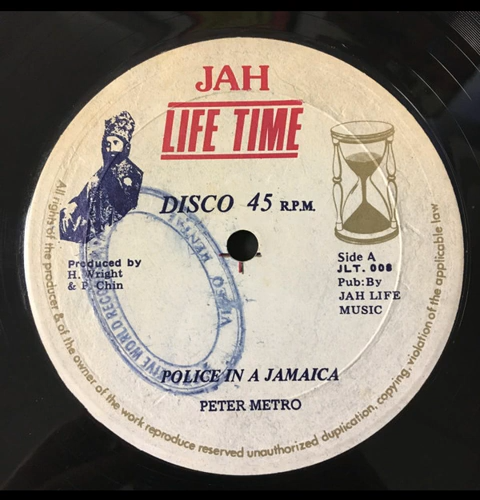 JAH
LIFE TIME
DISCO 45 R.P.M.
Produced by
H. Wright
& P. Chin
Side A
JLT. 008
Pub: By
JAH LIFE
MUSIC
POLICE IN A JAMAICA
PETER METRO
All rights of the producer & of the owner of the work reproduce reserved unauthorized duplication, copying, violation of the applicable law
WORLD RECO